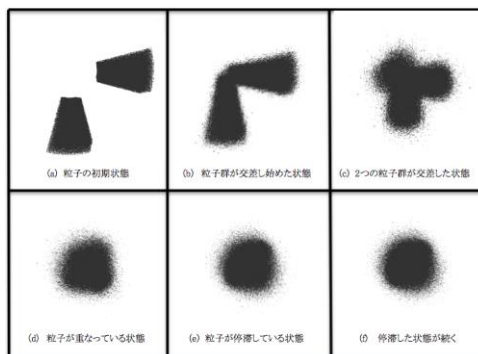 (a) 粒子の初期状態
(b) 粒子群が交差し始めた状態
(c) 2つの粒子群が交差した状態
(d) 粒子が重なっている状態
(e) 粒子が停滞している状態
(f) 停滞した状態が続く